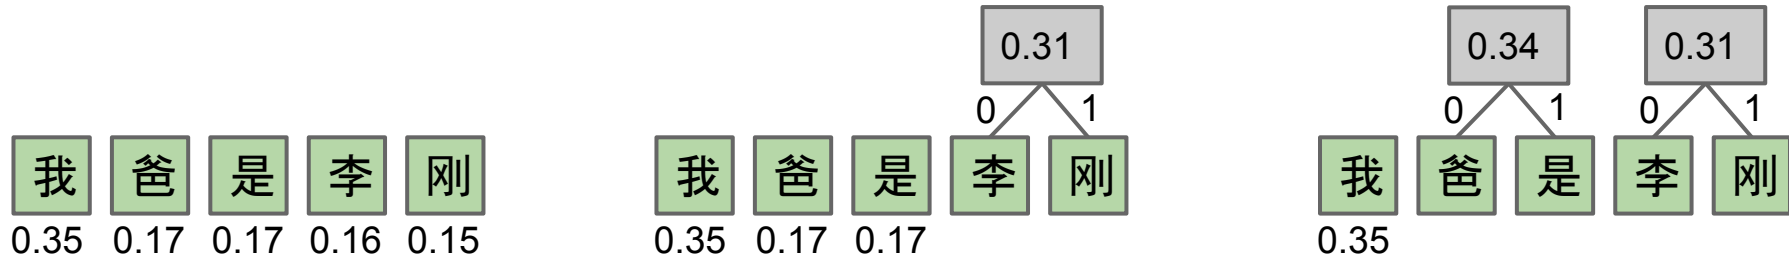 0.31 0.34 0.31
0 1 0 1 0 1
我 爸 是 李 刚 我 爸 是 李 刚 我 爸 是 李 刚
0.35 0.17 0.17 0.16 0.15 0.35 0.17 0.17 0.35